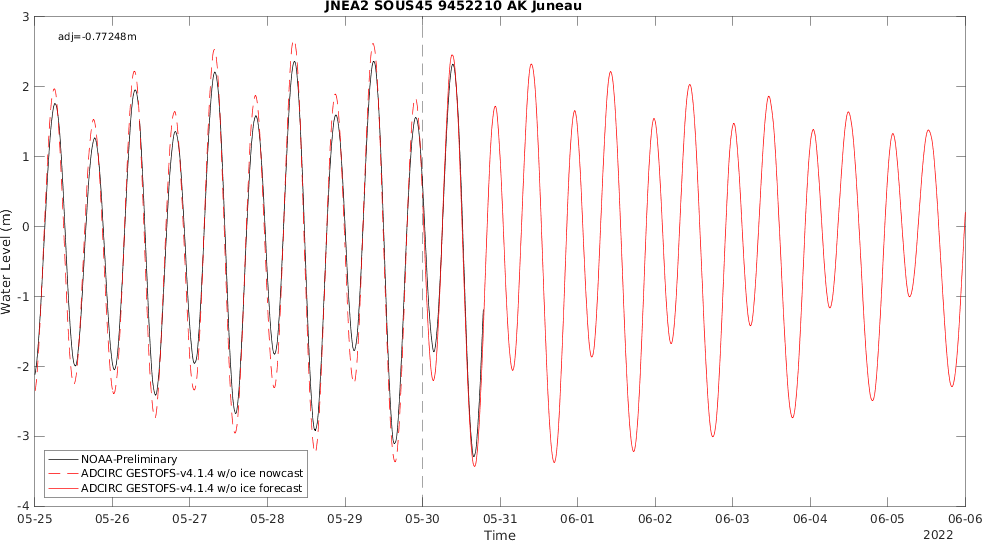 JNEA2 SOUS45 9452210 AK Juneau
adj=-0.77248m
3
2
1
0
-1
-2
-3
-4
Water Level (m)
NOAA-Preliminary
ADCIRC GESTOFS-v4.1.4 w/o ice nowcast
ADCIRC GESTOFS-v4.1.4 w/o ice forecast
05-25 05-26 05-27 05-28 05-29 05-30 05-31 06-01 06-02 06-03 06-04 06-05 06-06
Time
2022